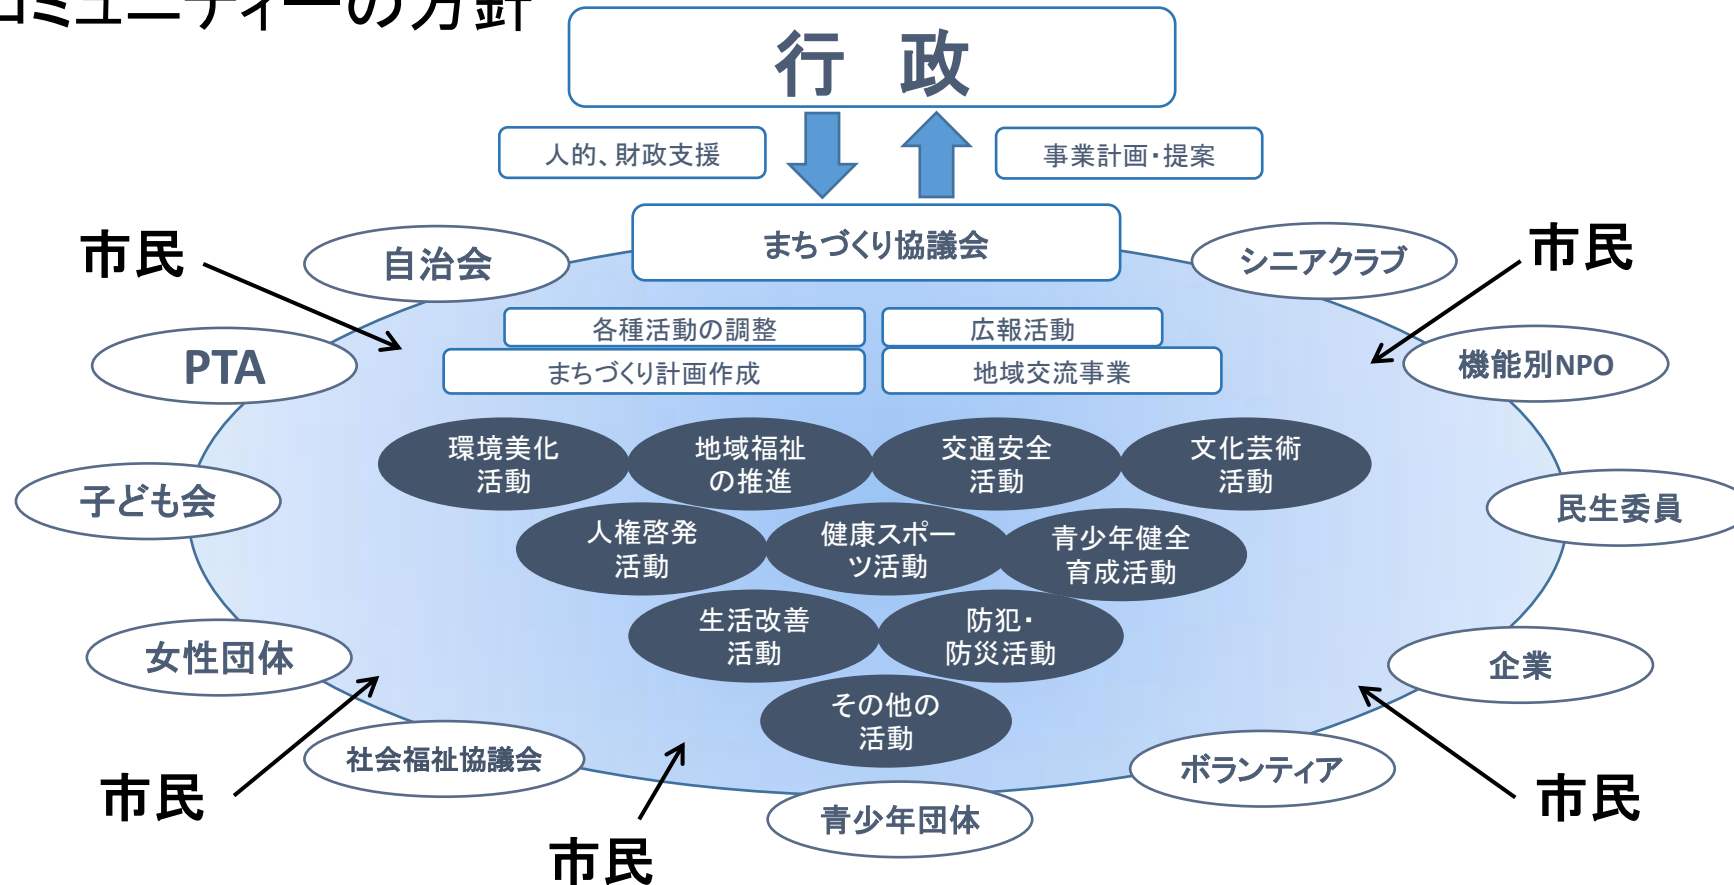 コミュニティーの方針
行　政
人的、財政支援
事業計画・提案
まちづくり協議会
市民
自治会
シニアクラブ
市民
各種活動の調整
広報活動
PTA
機能別NPO
まちづくり計画作成
地域交流事業
環境美化
活動
地域福祉
の推進
交通安全
活動
文化芸術
活動
子ども会
民生委員
人権啓発
活動
健康スポー
ツ活動
青少年健全
育成活動
生活改善
活動
防犯・
防災活動
女性団体
企業
その他の
活動
社会福祉協議会
ボランティア
市民
市民
青少年団体
市民